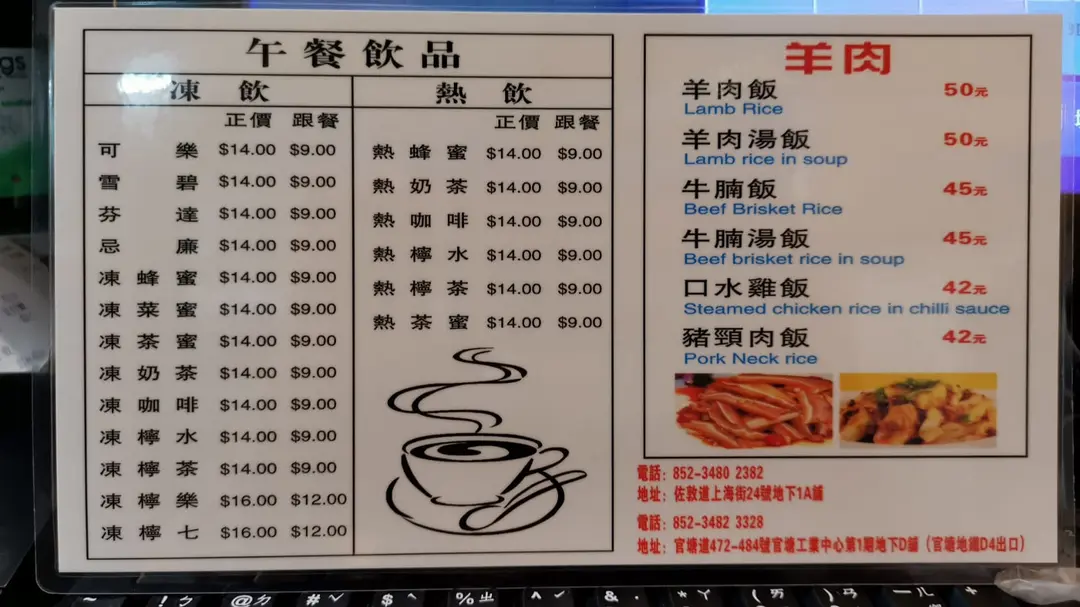 午餐飲品
凍飲
正價 跟餐
可樂 $14.00 $9.00
雪碧 $14.00 $9.00
芬達 $14.00 $9.00
忌廉 $14.00 $9.00
凍蜂蜜 $14.00 $9.00
凍菜蜜 $14.00 $9.00
凍茶蜜 $14.00 $9.00
凍奶茶 $14.00 $9.00
凍咖啡 $14.00 $9.00
凍檸水 $14.00 $9.00
凍檸茶 $14.00 $9.00
凍檸樂 $16.00 $12.00
凍檸七 $16.00 $12.00
熱飲
正價 跟餐
熱蜂蜜 $14.00 $9.00
熱奶茶 $14.00 $9.00
熱咖啡 $14.00 $9.00
熱檸水 $14.00 $9.00
熱檸茶 $14.00 $9.00
熱茶蜜 $14.00 $9.00
羊肉
羊肉飯 50元
Lamb Rice
羊肉湯飯 50元
Lamb rice in soup
牛腩飯 45元
Beef Brisket Rice
牛腩湯飯 45元
Beef brisket rice in soup
口水雞飯 42元
Steamed chicken rice in chilli sauce
豬頸肉飯 42元
Pork Neck rice
電話：852-3480 2382
地址：佐敦道上海街24號地下1A舖
電話：852-3482 3328
地址：官塘道472-484號官塘工業中心第1期地下D舖（官塘地鐵D4出口）
~ ! ㄅ @ ㄉ # ˇ $ ˋ % ㄓ ^ ˊ & ˙ * ㄚ ( ㄞ ) ㄢ — ㄦ +